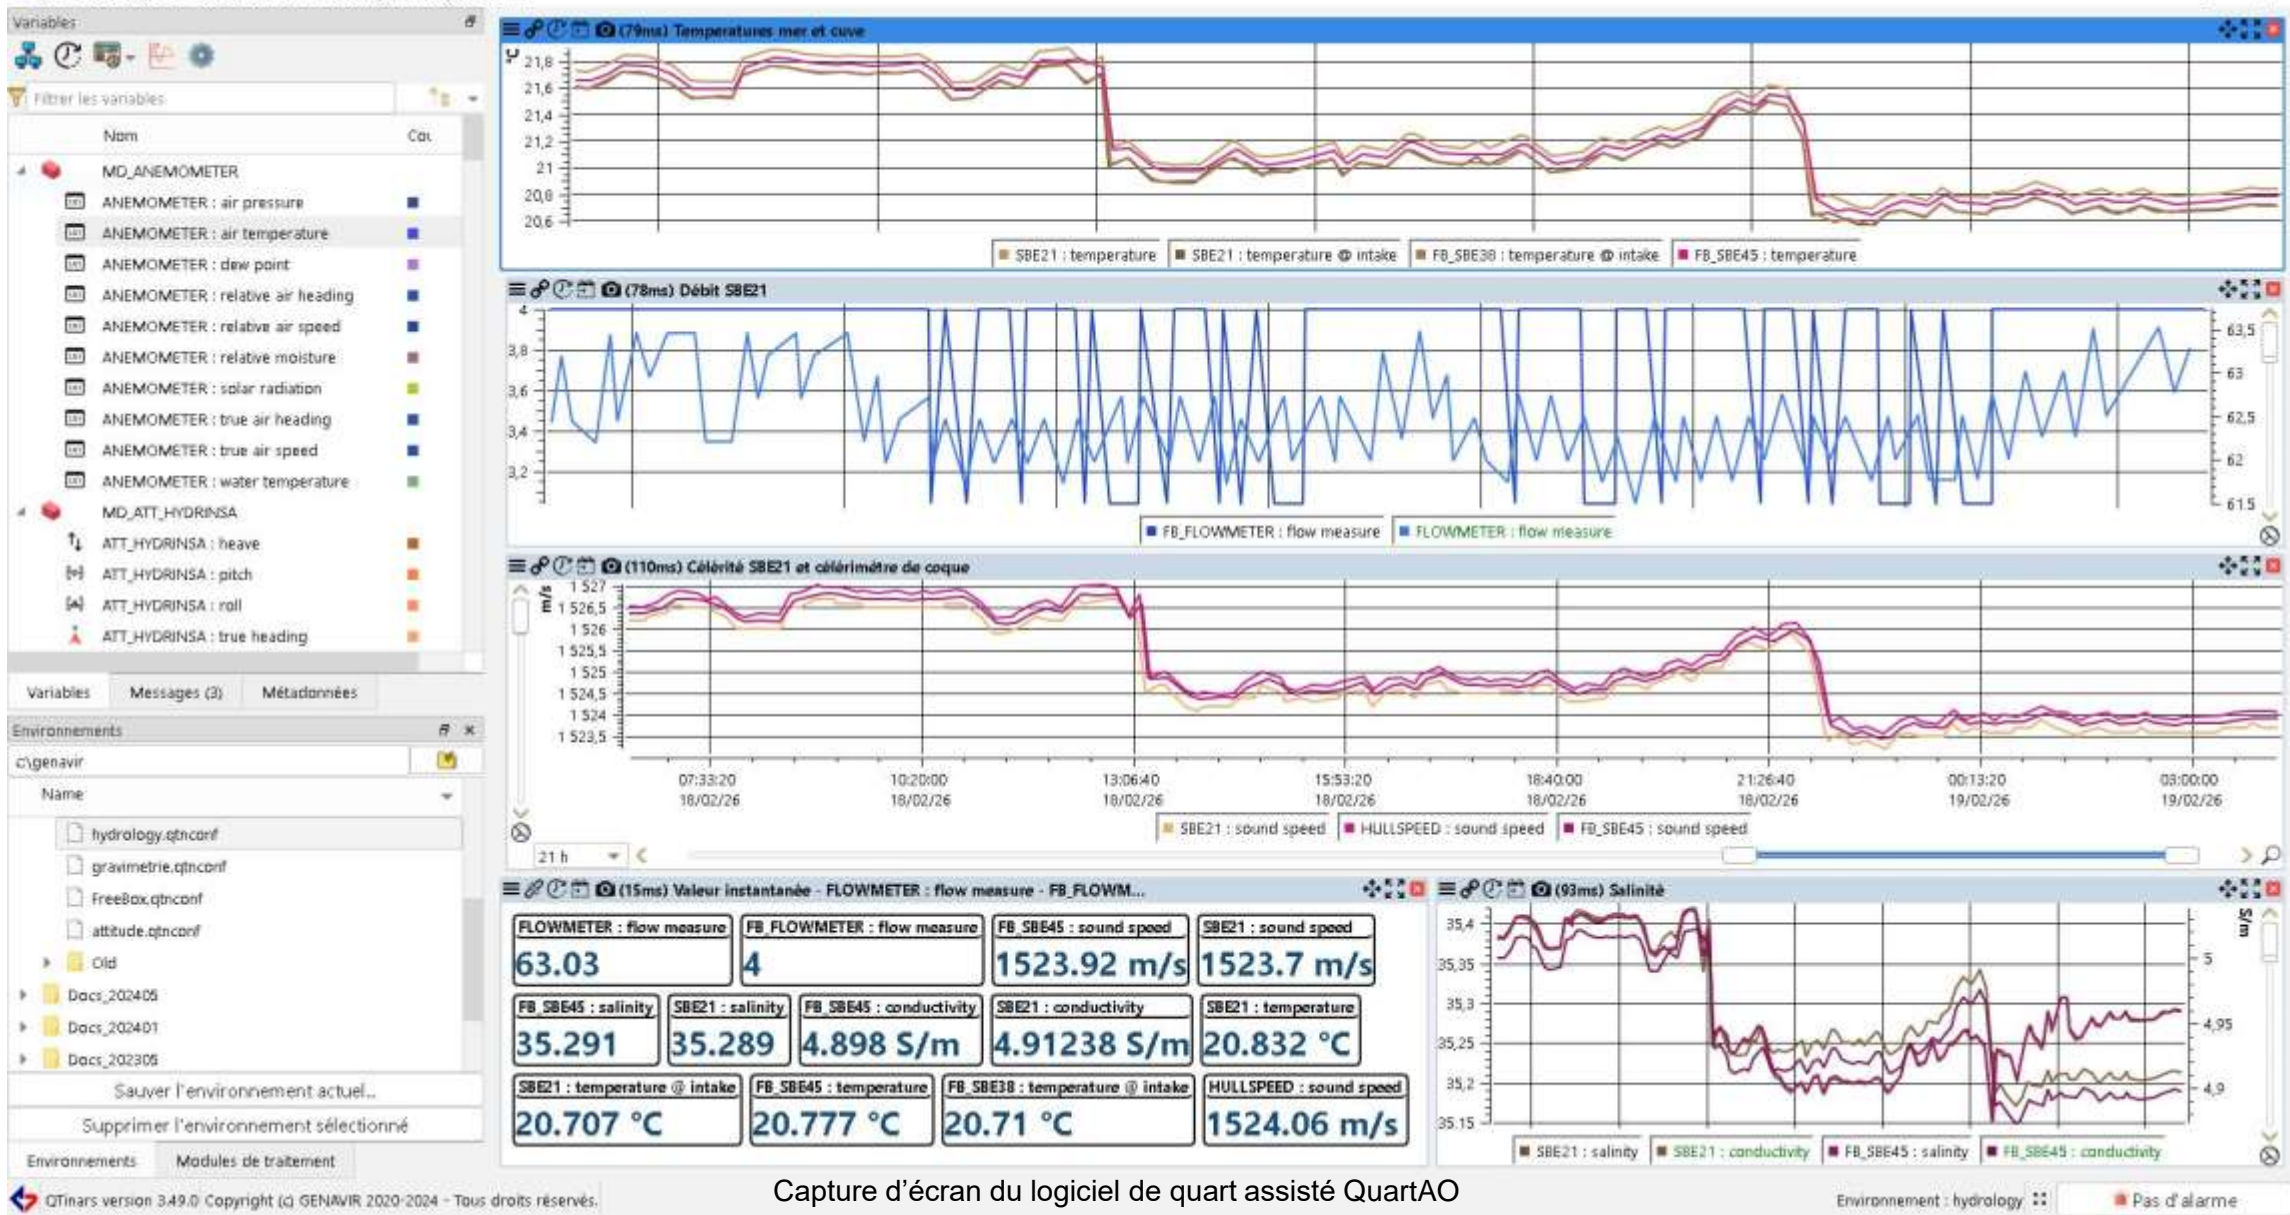 Variables
Filtrer les variables
Nom Cou
MD_ANEMOMETER
ANEMOMETER : air pressure
ANEMOMETER : air temperature
ANEMOMETER : dew point
ANEMOMETER : relative air heading
ANEMOMETER : relative air speed
ANEMOMETER : relative moisture
ANEMOMETER : solar radiation
ANEMOMETER : true air heading
ANEMOMETER : true air speed
ANEMOMETER : water temperature
MD_ATT_HYDRINSA
ATT_HYDRINSA : heave
ATT_HYDRINSA : pitch
ATT_HYDRINSA : roll
ATT_HYDRINSA : true heading
Variables Messages (3) Métadonnées
Environnements
c:\genavir
Name
hydrology.qtnconf
gravimetrie.qtnconf
FreeBox.qtnconf
attitude.qtnconf
Old
Docs_202405
Docs_202401
Docs_202305
Sauver l'environnement actuel...
Supprimer l'environnement sélectionné
Environnements Modules de traitement
(79ms) Temperatures mer et cuve
°C
21,8
21,6
21,4
21,2
21
20,8
20,6
SBE21 : temperature SBE21 : temperature @ intake FB_SBE38 : temperature @ intake FB_SBE45 : temperature
(78ms) Débit SBE21
4
3,8
3,6
3,4
3,2
63,5
63
62,5
62
61,5
FB_FLOWMETER : flow measure FLOWMETER : flow measure
(110ms) Célérité SBE21 et célérimétre de coque
m/s
1 527
1 526,5
1 526
1 525,5
1 525
1 524,5
1 524
1 523,5
07:33:20 10:20:00 13:06:40 15:53:20 18:40:00 21:26:40 00:13:20 03:00:00
18/02/26 18/02/26 18/02/26 18/02/26 18/02/26 18/02/26 19/02/26 19/02/26
SBE21 : sound speed HULLSPEED : sound speed FB_SBE45 : sound speed
21 h
(15ms) Valeur instantanée - FLOWMETER : flow measure - FB_FLOWM...
FLOWMETER : flow measure FB_FLOWMETER : flow measure FB_SBE45 : sound speed SBE21 : sound speed
63.03 4 1523.92 m/s 1523.7 m/s
FB_SBE45 : salinity SBE21 : salinity FB_SBE45 : conductivity SBE21 : conductivity SBE21 : temperature
35.291 35.289 4.898 S/m 4.91238 S/m 20.832 °C
SBE21 : temperature @ intake FB_SBE45 : temperature FB_SBE38 : temperature @ intake HULLSPEED : sound speed
20.707 °C 20.777 °C 20.71 °C 1524.06 m/s
(93ms) Salinité
35,4
35,35
35,3
35,25
35,2
35,15
S/m
5
4,95
4,9
SBE21 : salinity SBE21 : conductivity FB_SBE45 : salinity FB_SBE45 : conductivity
QTinars version 3.49.0 Copyright (c) GENAVIR 2020-2024 - Tous droits réservés.
Capture d'écran du logiciel de quart assisté QuartAO
Environnement : hydrology
Pas d'alarme